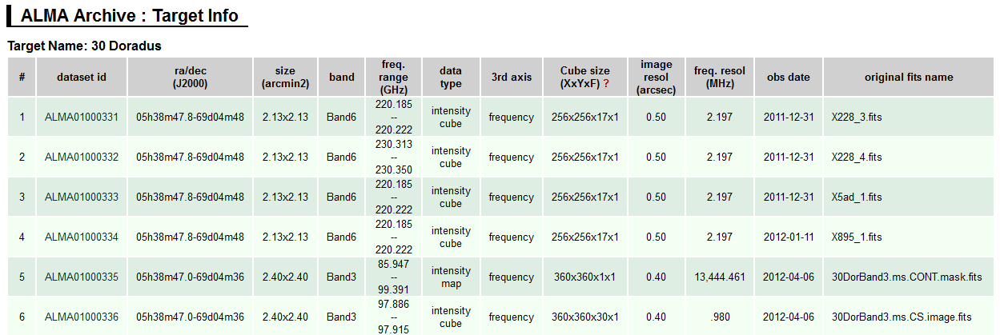 ALMA Archive : Target Info
Target Name: 30 Doradus
# dataset id ra/dec (J2000) size (arcmin2) band freq. range (GHz) data type 3rd axis Cube size (XxYxF) ? image resol (arcsec) freq. resol (MHz) obs date original fits name
1 ALMA01000331 05h38m47.8-69d04m48 2.13x2.13 Band6 220.185 -- 220.222 intensity cube frequency 256x256x17x1 0.50 2.197 2011-12-31 X228_3.fits
2 ALMA01000332 05h38m47.8-69d04m48 2.13x2.13 Band6 230.313 -- 230.350 intensity cube frequency 256x256x17x1 0.50 2.197 2011-12-31 X228_4.fits
3 ALMA01000333 05h38m47.8-69d04m48 2.13x2.13 Band6 220.185 -- 220.222 intensity cube frequency 256x256x17x1 0.50 2.197 2011-12-31 X5ad_1.fits
4 ALMA01000334 05h38m47.8-69d04m48 2.13x2.13 Band6 220.185 -- 220.222 intensity cube frequency 256x256x17x1 0.50 2.197 2012-01-11 X895_1.fits
5 ALMA01000335 05h38m47.0-69d04m36 2.40x2.40 Band3 85.947 -- 99.391 intensity map frequency 360x360x1x1 0.40 13,444.461 2012-04-06 30DorBand3.ms.CONT.mask.fits
6 ALMA01000336 05h38m47.0-69d04m36 2.40x2.40 Band3 97.886 -- 97.915 intensity cube frequency 360x360x30x1 0.40 .980 2012-04-06 30DorBand3.ms.CS.image.fits